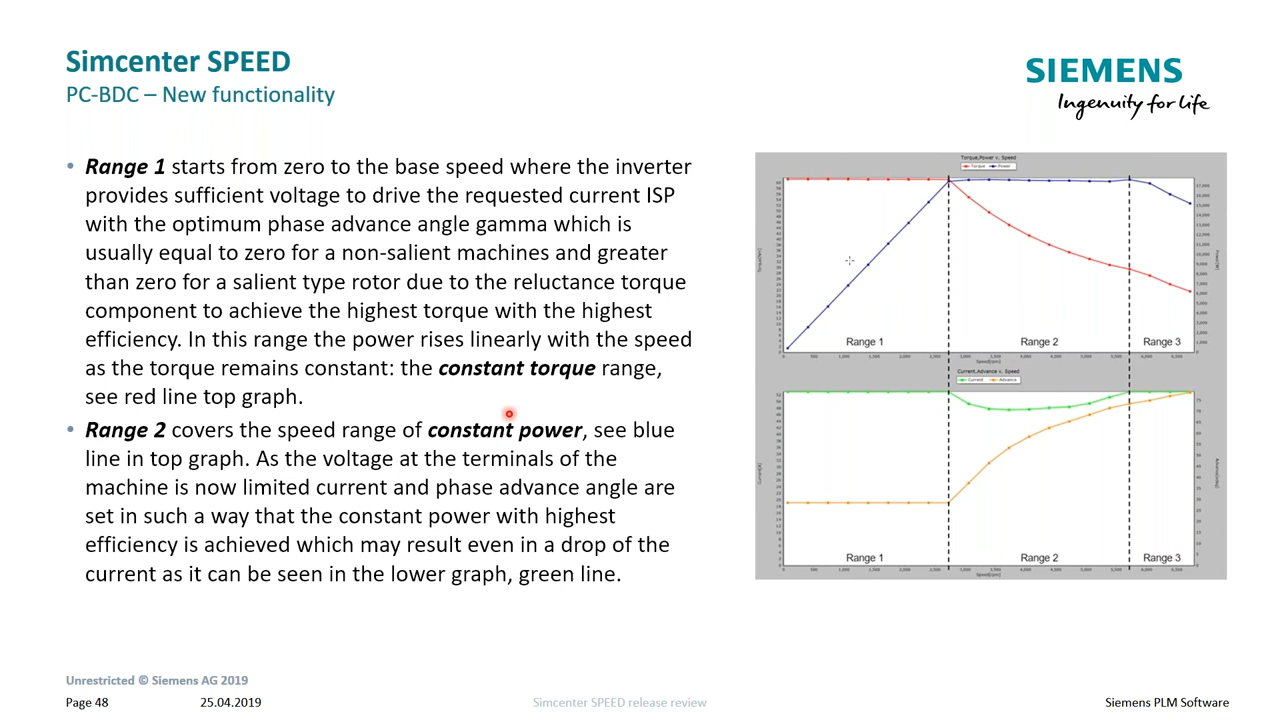 Simcenter SPEED
PC-BDC – New functionality
SIEMENS
Ingenuity for life
• Range 1 starts from zero to the base speed where the inverter
provides sufficient voltage to drive the requested current ISP
with the optimum phase advance angle gamma which is
usually equal to zero for a non-salient machines and greater
than zero for a salient type rotor due to the reluctance torque
component to achieve the highest torque with the highest
efficiency. In this range the power rises linearly with the speed
as the torque remains constant: the constant torque range,
see red line top graph.
• Range 2 covers the speed range of constant power, see blue
line in top graph. As the voltage at the terminals of the
machine is now limited current and phase advance angle are
set in such a way that the constant power with highest
efficiency is achieved which may result even in a drop of the
current as it can be seen in the lower graph, green line.
Torque,Power v. Speed
Torque Power
Range 1 Range 2 Range 3
Current,Advance v. Speed
Current Advance
Range 1 Range 2 Range 3
Unrestricted © Siemens AG 2019
Page 48 25.04.2019 Simcenter SPEED release review Siemens PLM Software